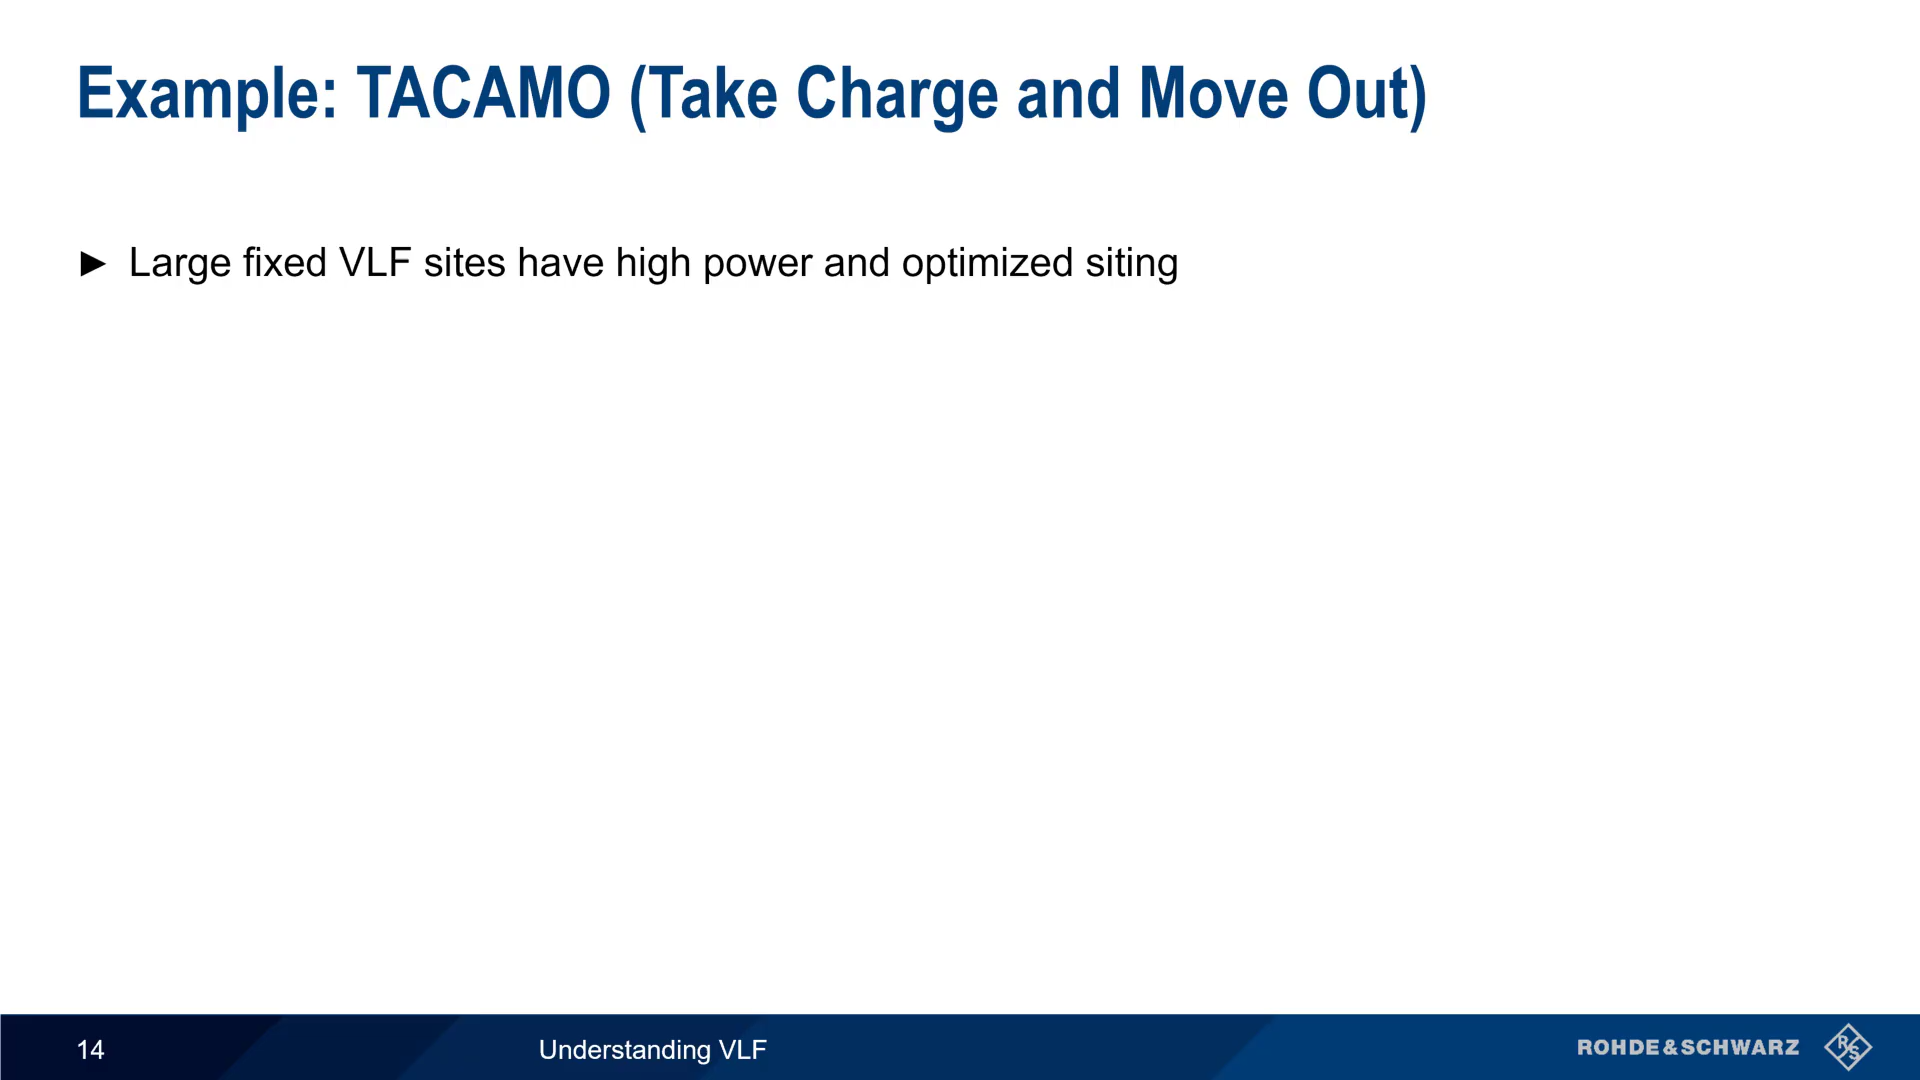 Example: TACAMO (Take Charge and Move Out)
► Large fixed VLF sites have high power and optimized siting
14
Understanding VLF
ROHDE&SCHWARZ
R&S